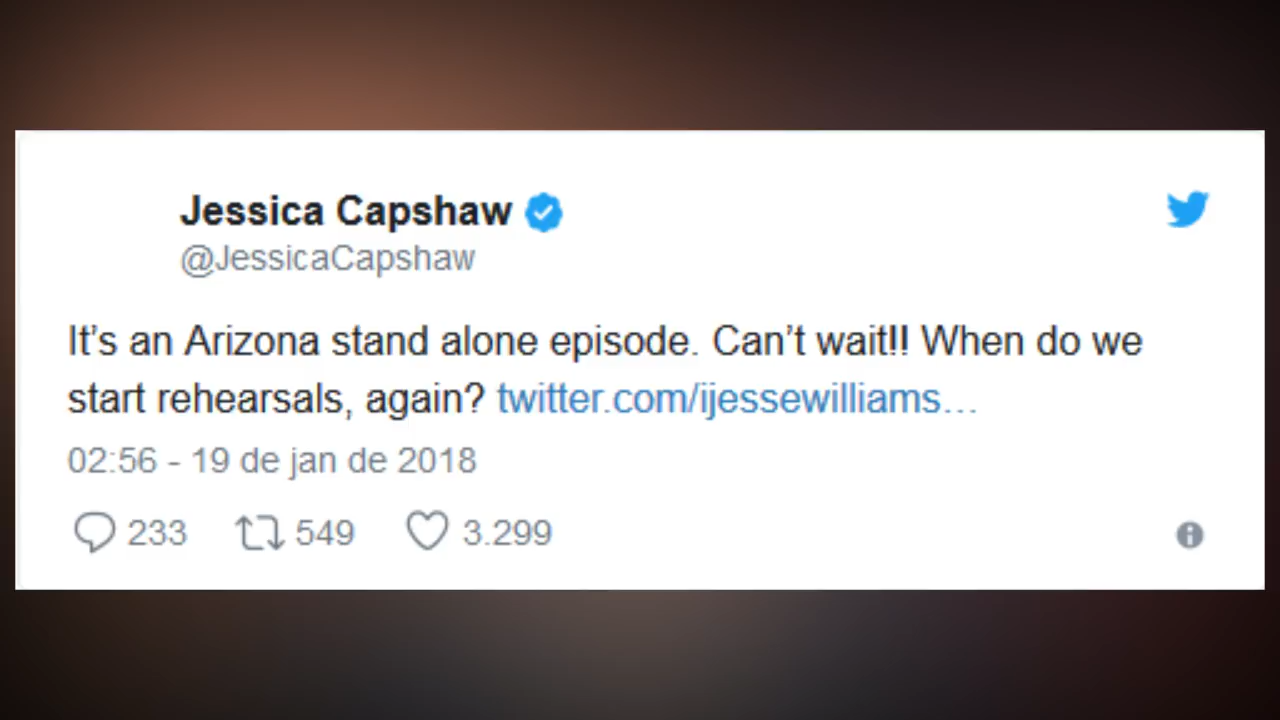 Jessica Capshaw
@JessicaCapshaw
It’s an Arizona stand alone episode. Can’t wait!! When do we
start rehearsals, again? twitter.com/ijessewilliams…
02:56 - 19 de jan de 2018
233 549 3.299